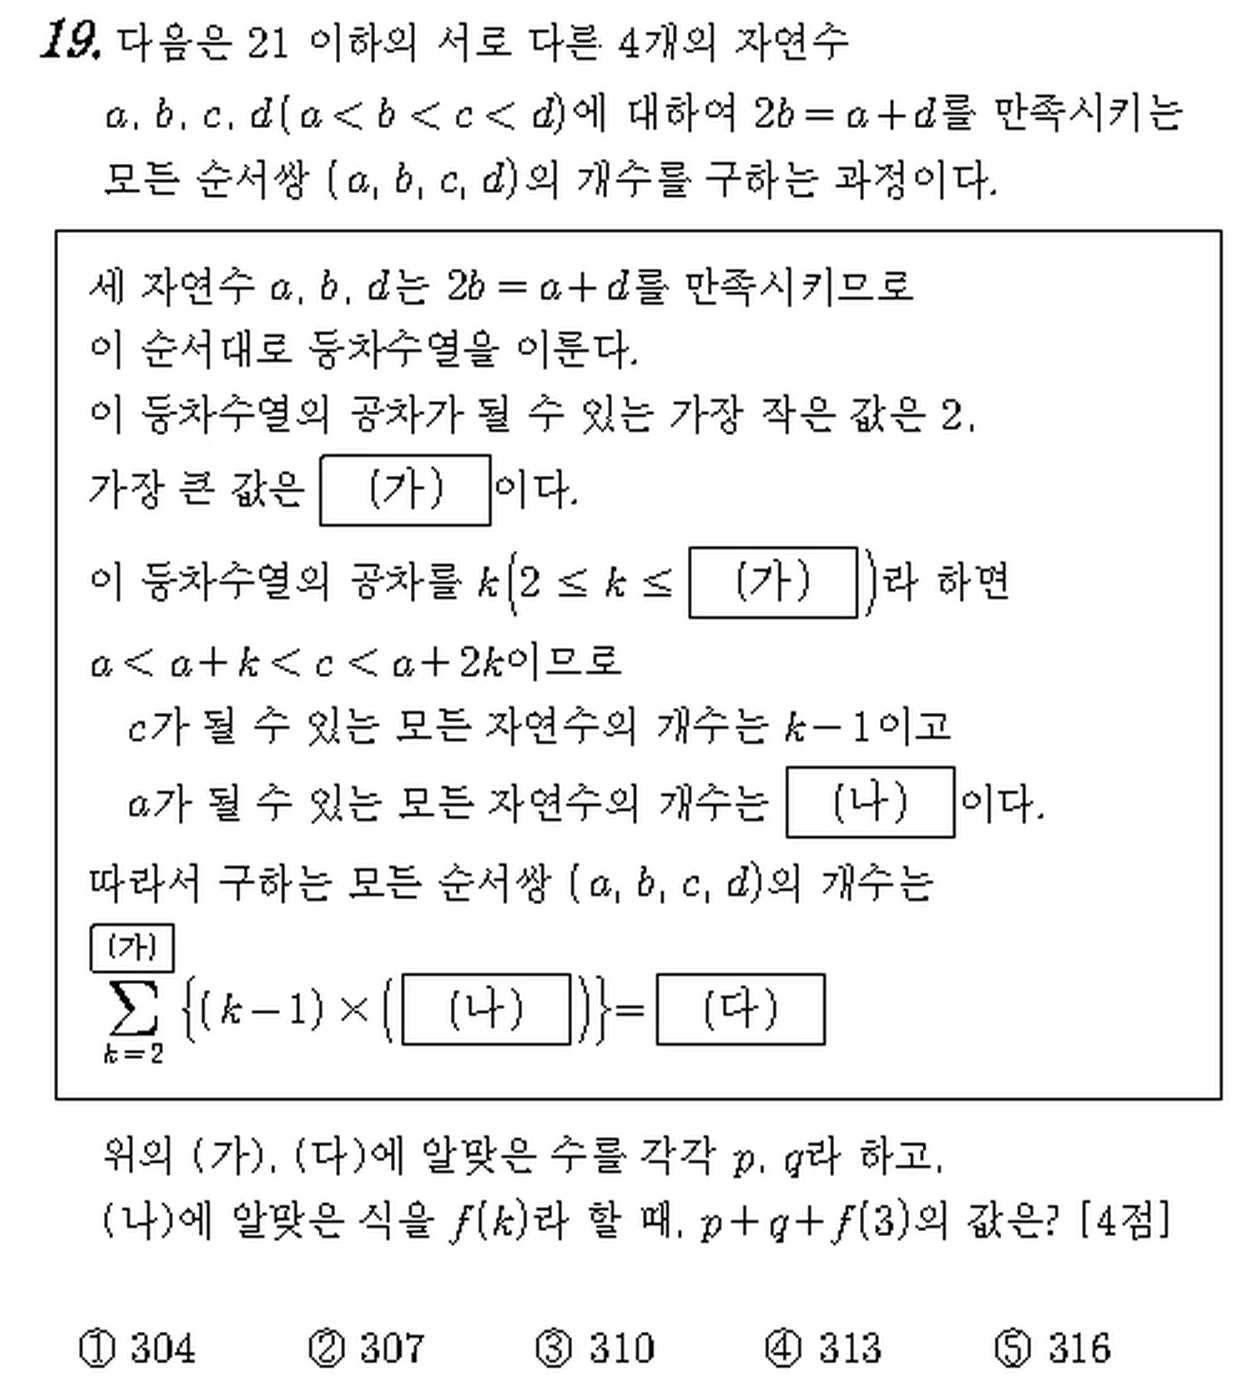 19. 다음은 21 이하의 서로 다른 4개의 자연수
a, b, c, d(a < b < c < d)에 대하여 2b = a + d를 만족시키는
모든 순서쌍 (a, b, c, d)의 개수를 구하는 과정이다.
세 자연수 a, b, d는 2b = a + d를 만족시키므로
이 순서대로 등차수열을 이룬다.
이 등차수열의 공차가 될 수 있는 가장 작은 값은 2,
가장 큰 값은 (가) 이다.
이 등차수열의 공차를 k(2 ≤ k ≤ (가))라 하면
a < a + k < c < a + 2k이므로
c가 될 수 있는 모든 자연수의 개수는 k − 1이고
a가 될 수 있는 모든 자연수의 개수는 (나) 이다.
따라서 구하는 모든 순서쌍 (a, b, c, d)의 개수는
(가)
∑ {(k − 1) × ( (나) )} = (다)
k = 2
위의 (가), (다)에 알맞은 수를 각각 p, q라 하고,
(나)에 알맞은 식을 f(k)라 할 때, p + q + f(3)의 값은? [4점]
① 304 ② 307 ③ 310 ④ 313 ⑤ 316